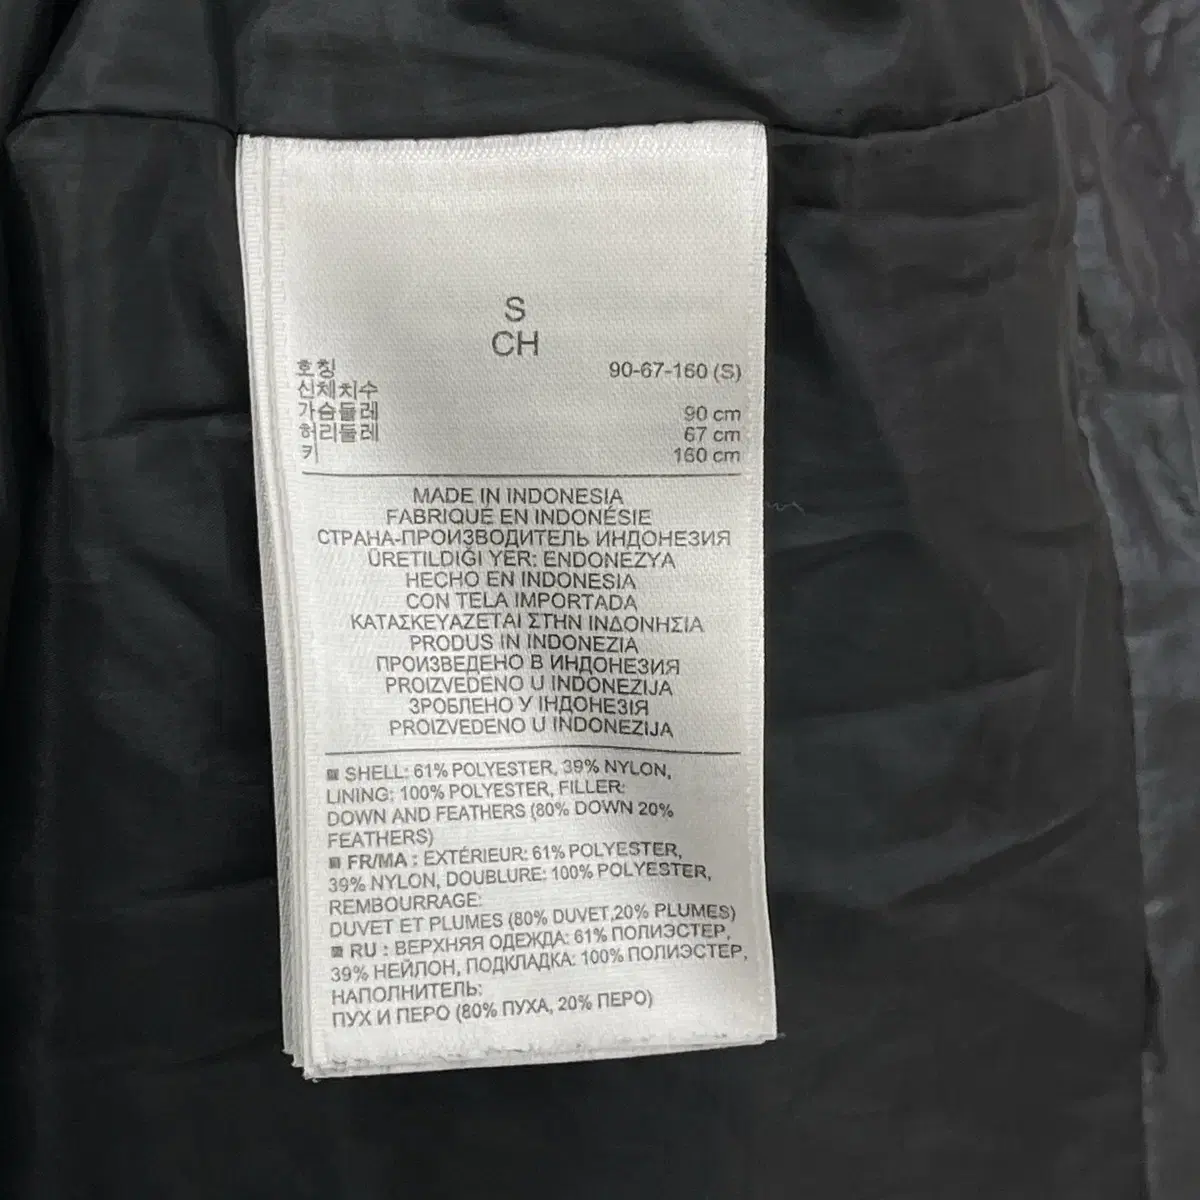 S
CH
호칭 90-67-160 (S)
신체치수
가슴둘레 90 cm
허리둘레 67 cm
키 160 cm
MADE IN INDONESIA
FABRIQUE EN INDONÉSIE
СТРАНА-ПРОИЗВОДИТЕЛЬ ИНДОНЕЗИЯ
ÜRETILDIĞI YER: ENDONEZYA
HECHO EN INDONESIA
CON TELA IMPORTADA
ΚΑΤΑΣΚΕΥΑΖΕΤΑΙ ΣΤΗΝ ΙΝΔΟΝΗΣΙΑ
PRODUS IN INDONEZIA
ПРОИЗВЕДЕНО В ИНДОНЕЗИЯ
PROIZVEDENO U INDONEZIJA
ЗРОБЛЕНО У ІНДОНЕЗІЯ
PROIZVEDENO U INDONEZIJA
SHELL: 61% POLYESTER, 39% NYLON,
LINING: 100% POLYESTER, FILLER:
DOWN AND FEATHERS (80% DOWN 20%
FEATHERS)
FR/MA : EXTÉRIEUR: 61% POLYESTER,
39% NYLON, DOUBLURE: 100% POLYESTER,
REMBOURRAGE:
DUVET ET PLUMES (80% DUVET,20% PLUMES)
RU : ВЕРХНЯЯ ОДЕЖДА: 61% ПОЛИЭСТЕР,
39% НЕЙЛОН, ПОДКЛАДКА: 100% ПОЛИЭСТЕР,
НАПОЛНИТЕЛЬ:
ПУХ И ПЕРО (80% ПУХА, 20% ПЕРО)